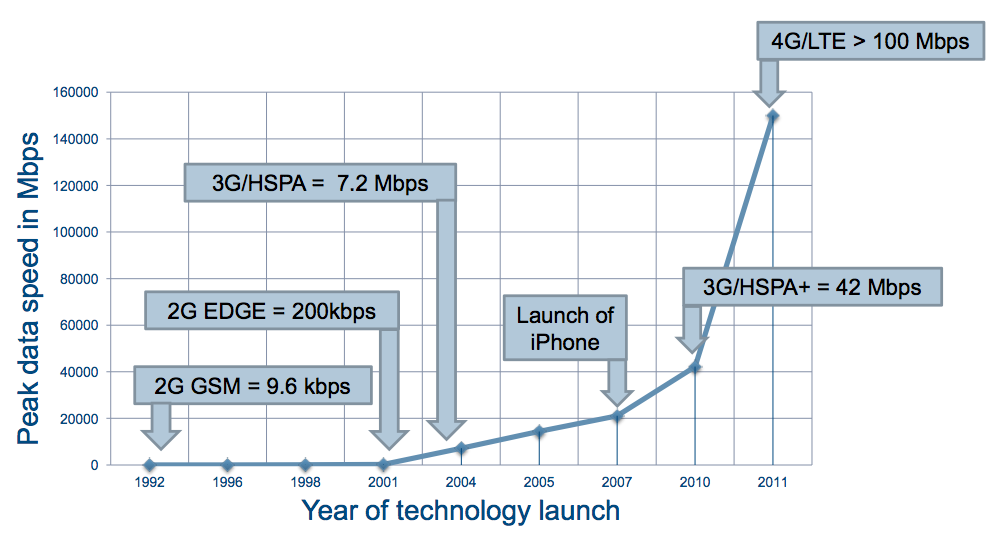 4G/LTE > 100 Mbps
160000
140000
3G/HSPA = 7.2 Mbps
120000
100000
80000
3G/HSPA+ = 42 Mbps
2G EDGE = 200kbps
Launch of
iPhone
60000
2G GSM = 9.6 kbps
40000
20000
0
Peak data speed in Mbps
1992 1996 1998 2001 2004 2005 2007 2010 2011
Year of technology launch